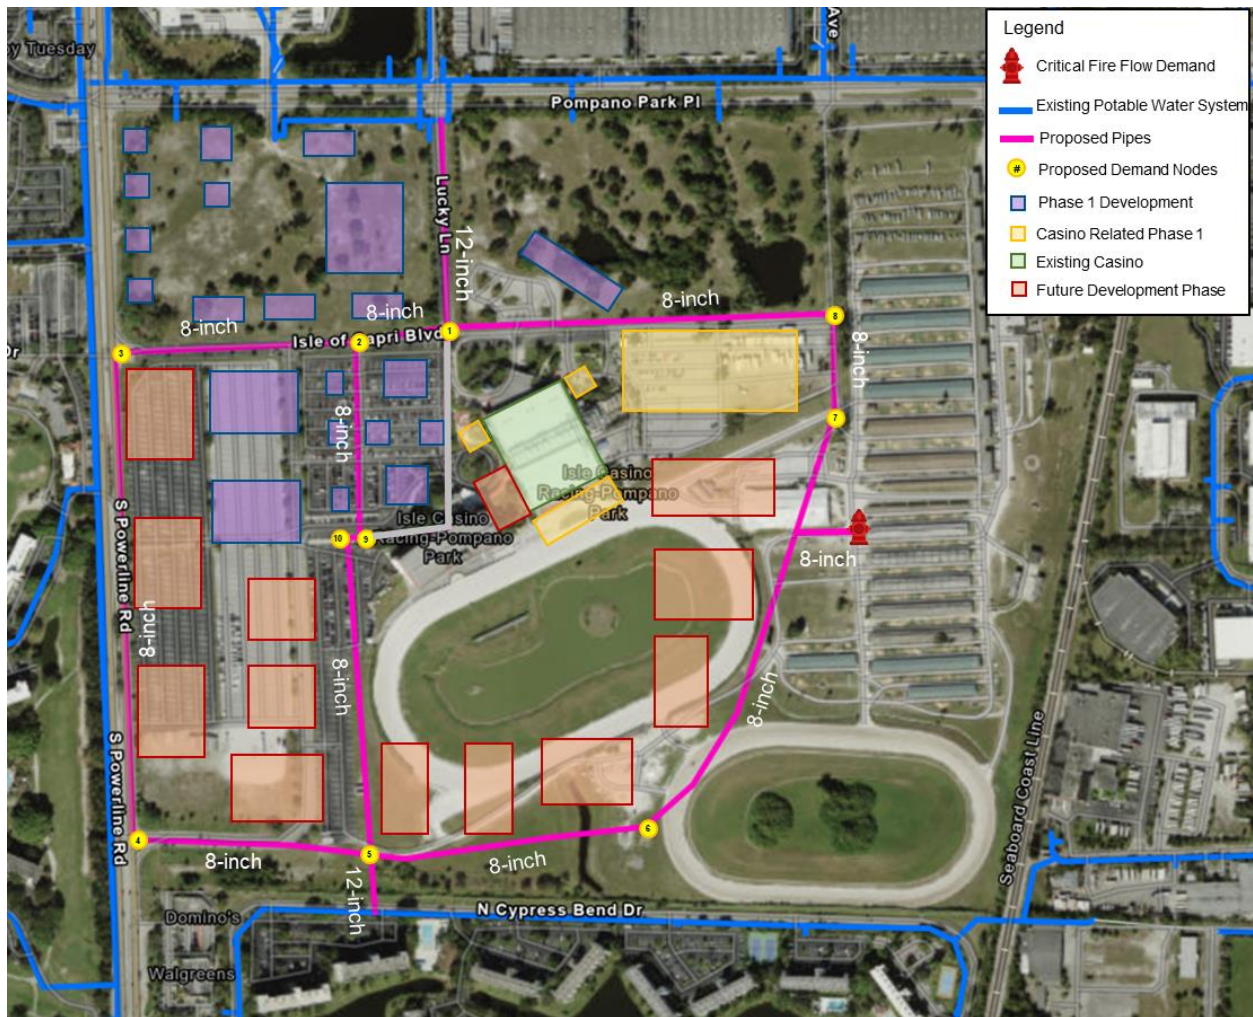 y Tuesday
Ave
Legend
Critical Fire Flow Demand
Existing Potable Water System
Proposed Pipes
# Proposed Demand Nodes
Phase 1 Development
Casino Related Phase 1
Existing Casino
Future Development Phase
Pompano Park Pl
Lucky Ln
12-inch
8-inch
8-inch
8-inch
8
1
Isle of Capri Blvd
2
3
Dr
8-inch
8-inch
7
Isle Casino
Racing-Pompano
Park
Isle Casino
Racing-Pompano
Park
10
9
8-inch
S Powerline Rd
8-inch
8-inch
8-inch
S Powerline Rd
Seaboard Coast Line
6
4
5
8-inch
8-inch
12-inch
N Cypress Bend Dr
Domino's
Walgreens